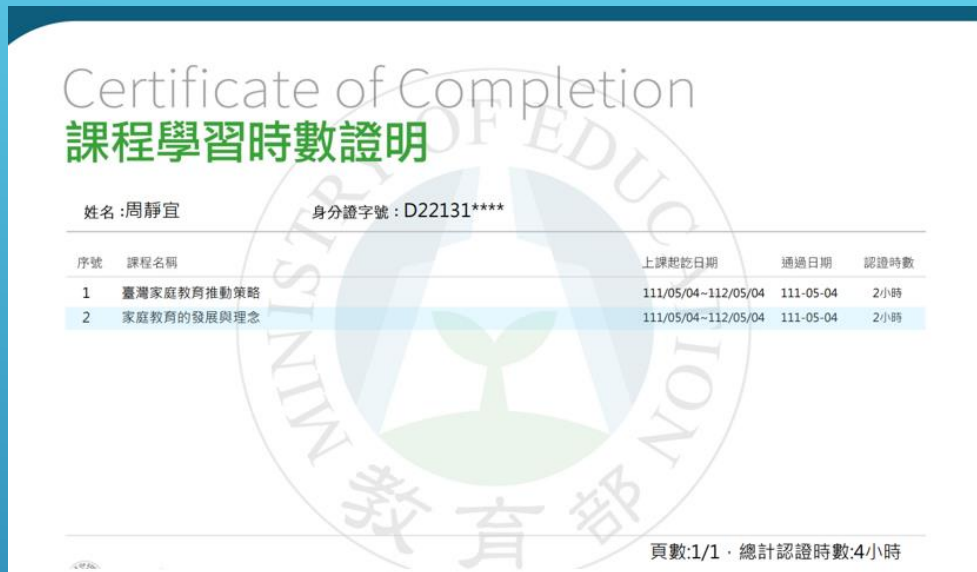 Certificate of Completion
課程學習時數證明
姓名:周靜宜 身分證字號:D22131****
序號 課程名稱 上課起訖日期 通過日期 認證時數
1 臺灣家庭教育推動策略 111/05/04~112/05/04 111-05-04 2小時
2 家庭教育的發展與理念 111/05/04~112/05/04 111-05-04 2小時
MINISTRY OF EDUCATION
教育部
頁數:1/1,總計認證時數:4小時